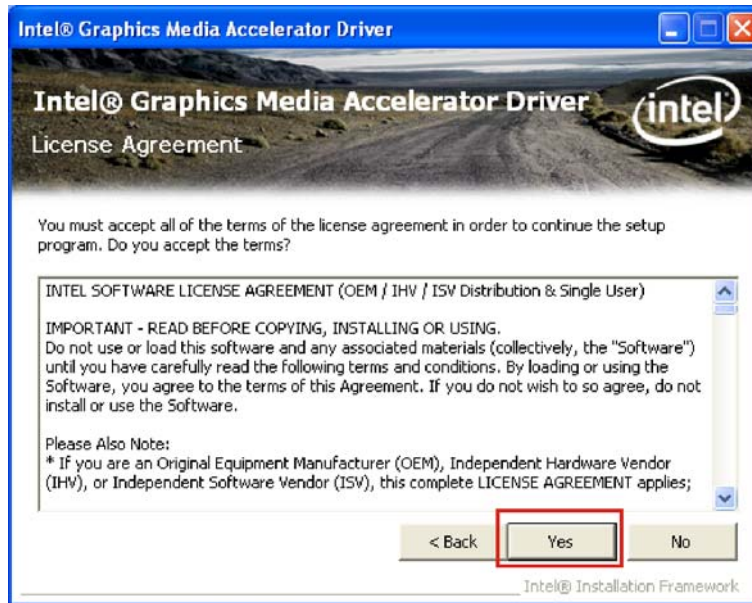 Intel® Graphics Media Accelerator Driver
Intel® Graphics Media Accelerator Driver
intel
License Agreement
You must accept all of the terms of the license agreement in order to continue the setup
program. Do you accept the terms?
INTEL SOFTWARE LICENSE AGREEMENT (OEM / IHV / ISV Distribution & Single User)
IMPORTANT - READ BEFORE COPYING, INSTALLING OR USING.
Do not use or load this software and any associated materials (collectively, the "Software")
until you have carefully read the following terms and conditions. By loading or using the
Software, you agree to the terms of this Agreement. If you do not wish to so agree, do not
install or use the Software.
Please Also Note:
* If you are an Original Equipment Manufacturer (OEM), Independent Hardware Vendor
(IHV), or Independent Software Vendor (ISV), this complete LICENSE AGREEMENT applies;
< Back Yes No
Intel® Installation Framework